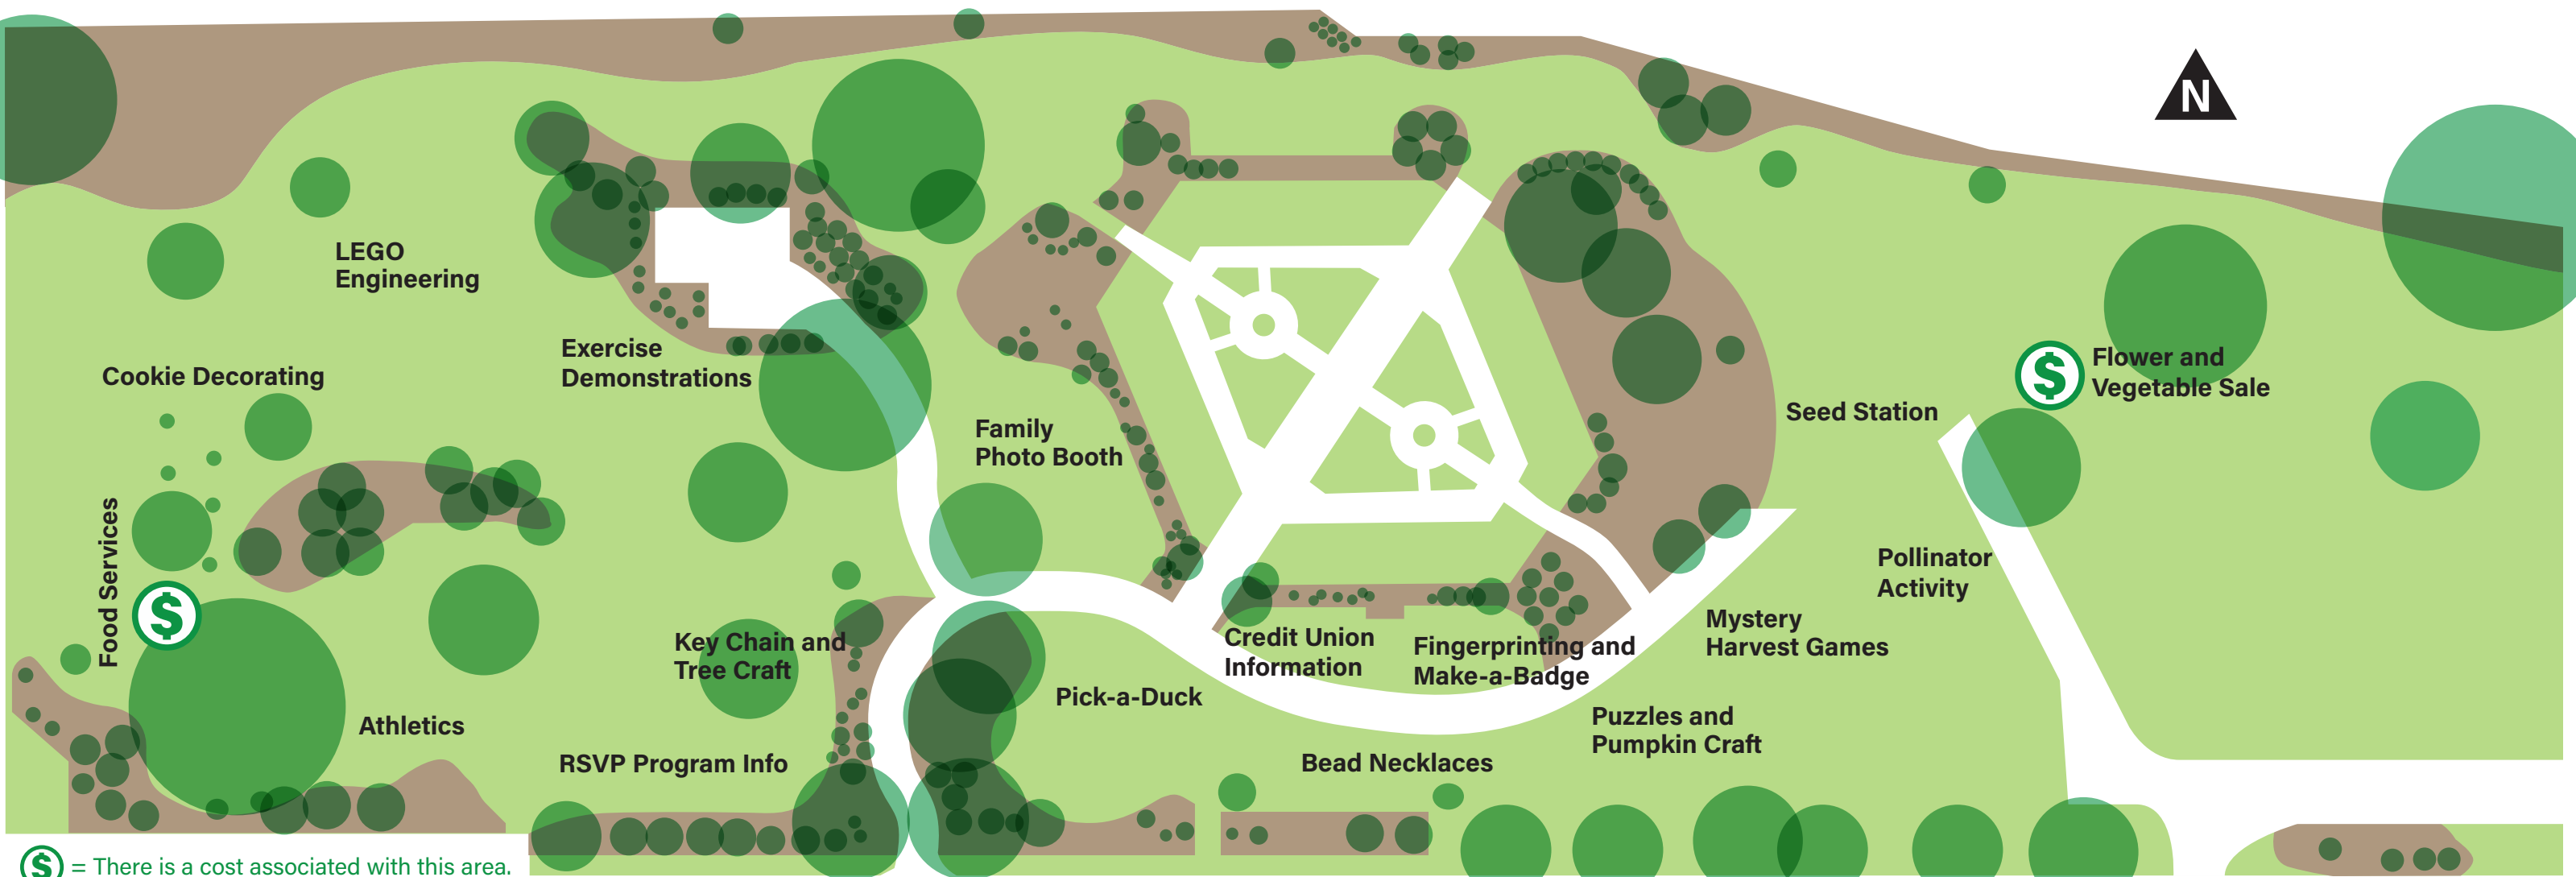 N
LEGO
Engineering
Exercise
Demonstrations
Cookie Decorating
Family
Photo Booth
Seed Station
$
Flower and
Vegetable Sale
Food Services
$
Pollinator
Activity
Key Chain and
Tree Craft
Credit Union
Information
Fingerprinting and
Make-a-Badge
Mystery
Harvest Games
Pick-a-Duck
Athletics
Puzzles and
Pumpkin Craft
RSVP Program Info
Bead Necklaces
$ = There is a cost associated with this area.